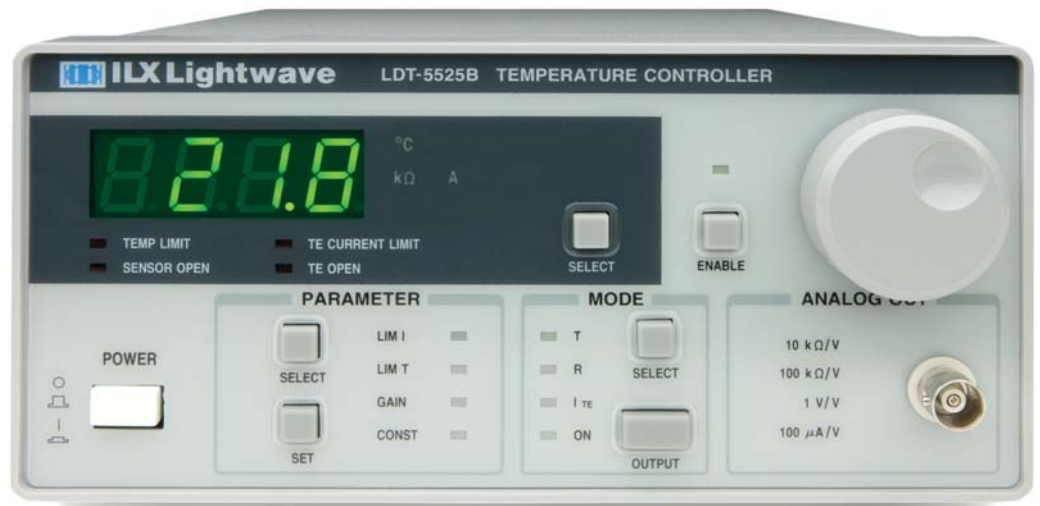 ILX Lightwave LDT-5525B TEMPERATURE CONTROLLER
21.8
°C
kΩ A
TEMP LIMIT TE CURRENT LIMIT
SENSOR OPEN TE OPEN
SELECT
ENABLE
POWER
PARAMETER
SELECT
SET
LIM I
LIM T
GAIN
CONST
MODE
T
R
I TE
ON
SELECT
OUTPUT
ANALOG OUT
10 kΩ/V
100 kΩ/V
1 V/V
100 µA/V